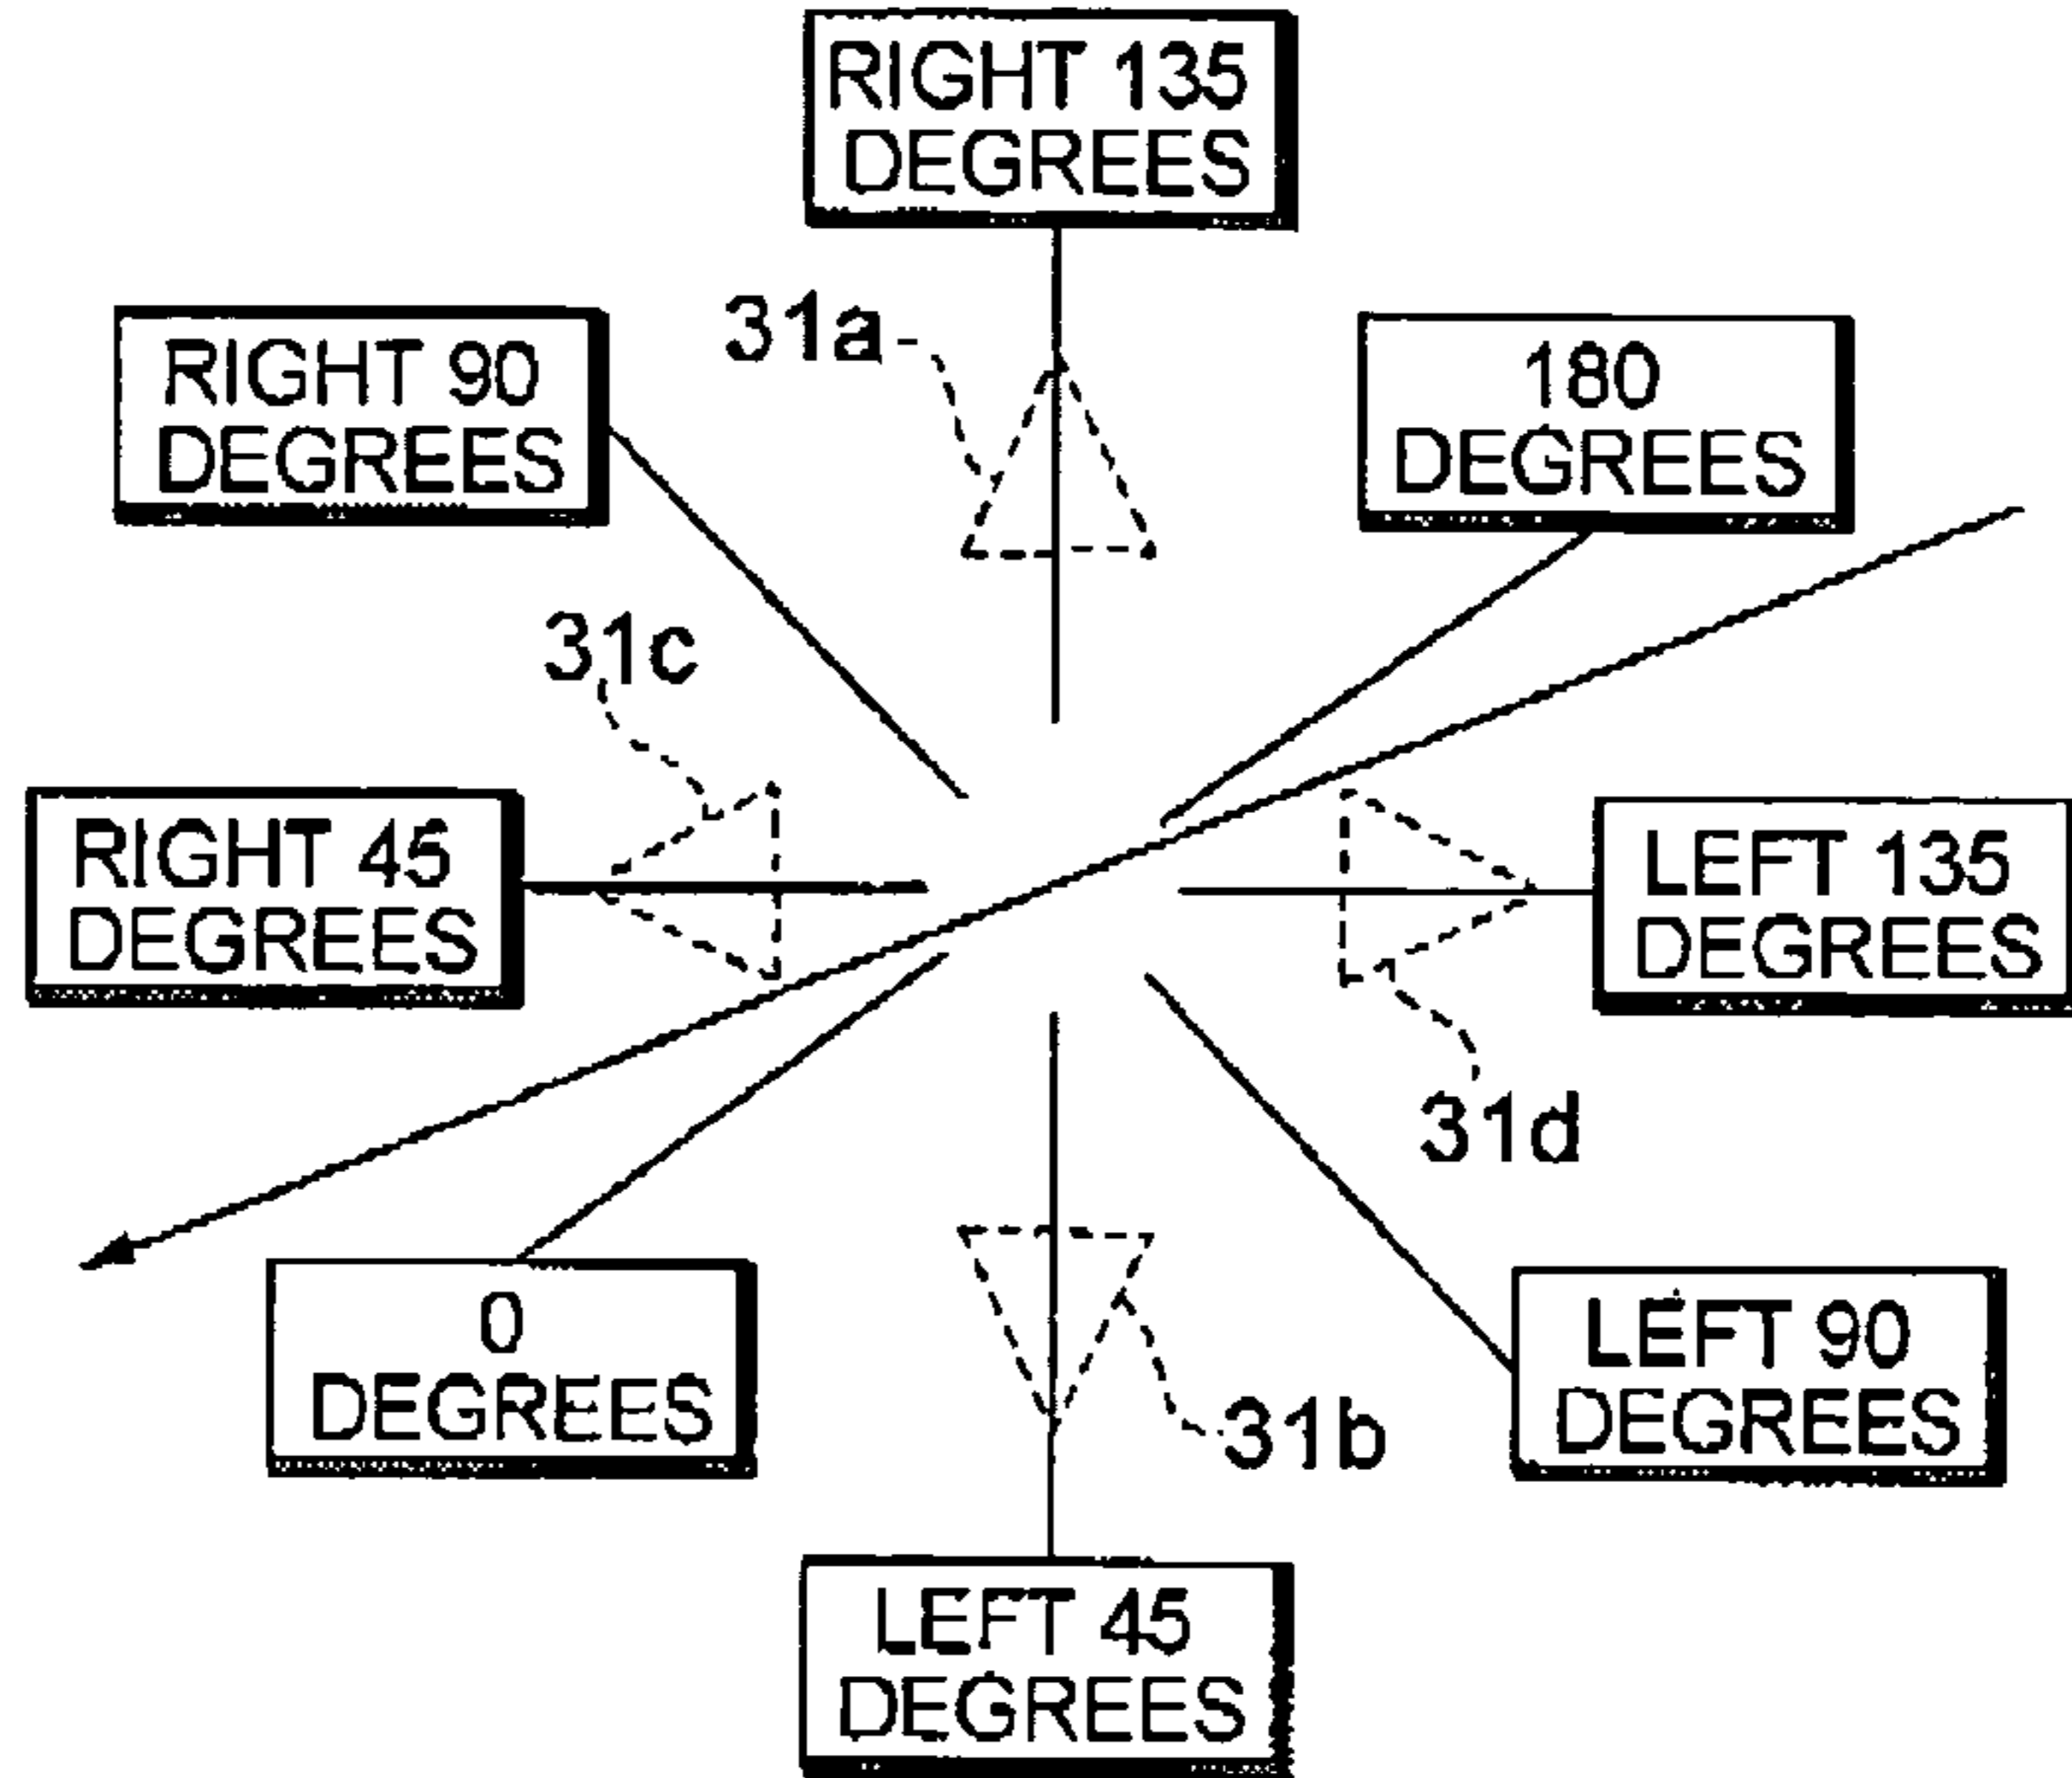 RIGHT 135
DEGREES
31a
RIGHT 90
DEGREES
180
DEGREES
31c
RIGHT 45
DEGREES
LEFT 135
DEGREES
31d
0
DEGREES
LEFT 90
DEGREES
31b
LEFT 45
DEGREES